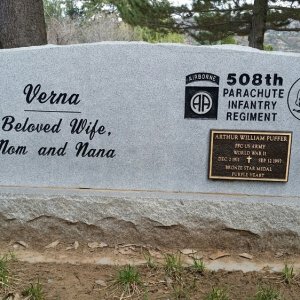 Verna
Beloved Wife,
Mom and Nana
AIRBORNE
AA
508th
PARACHUTE
INFANTRY
REGIMENT
ARTHUR WILLIAM PUFFER
PFC US ARMY
WORLD WAR II
BRONZE STAR MEDAL
PURPLE HEART